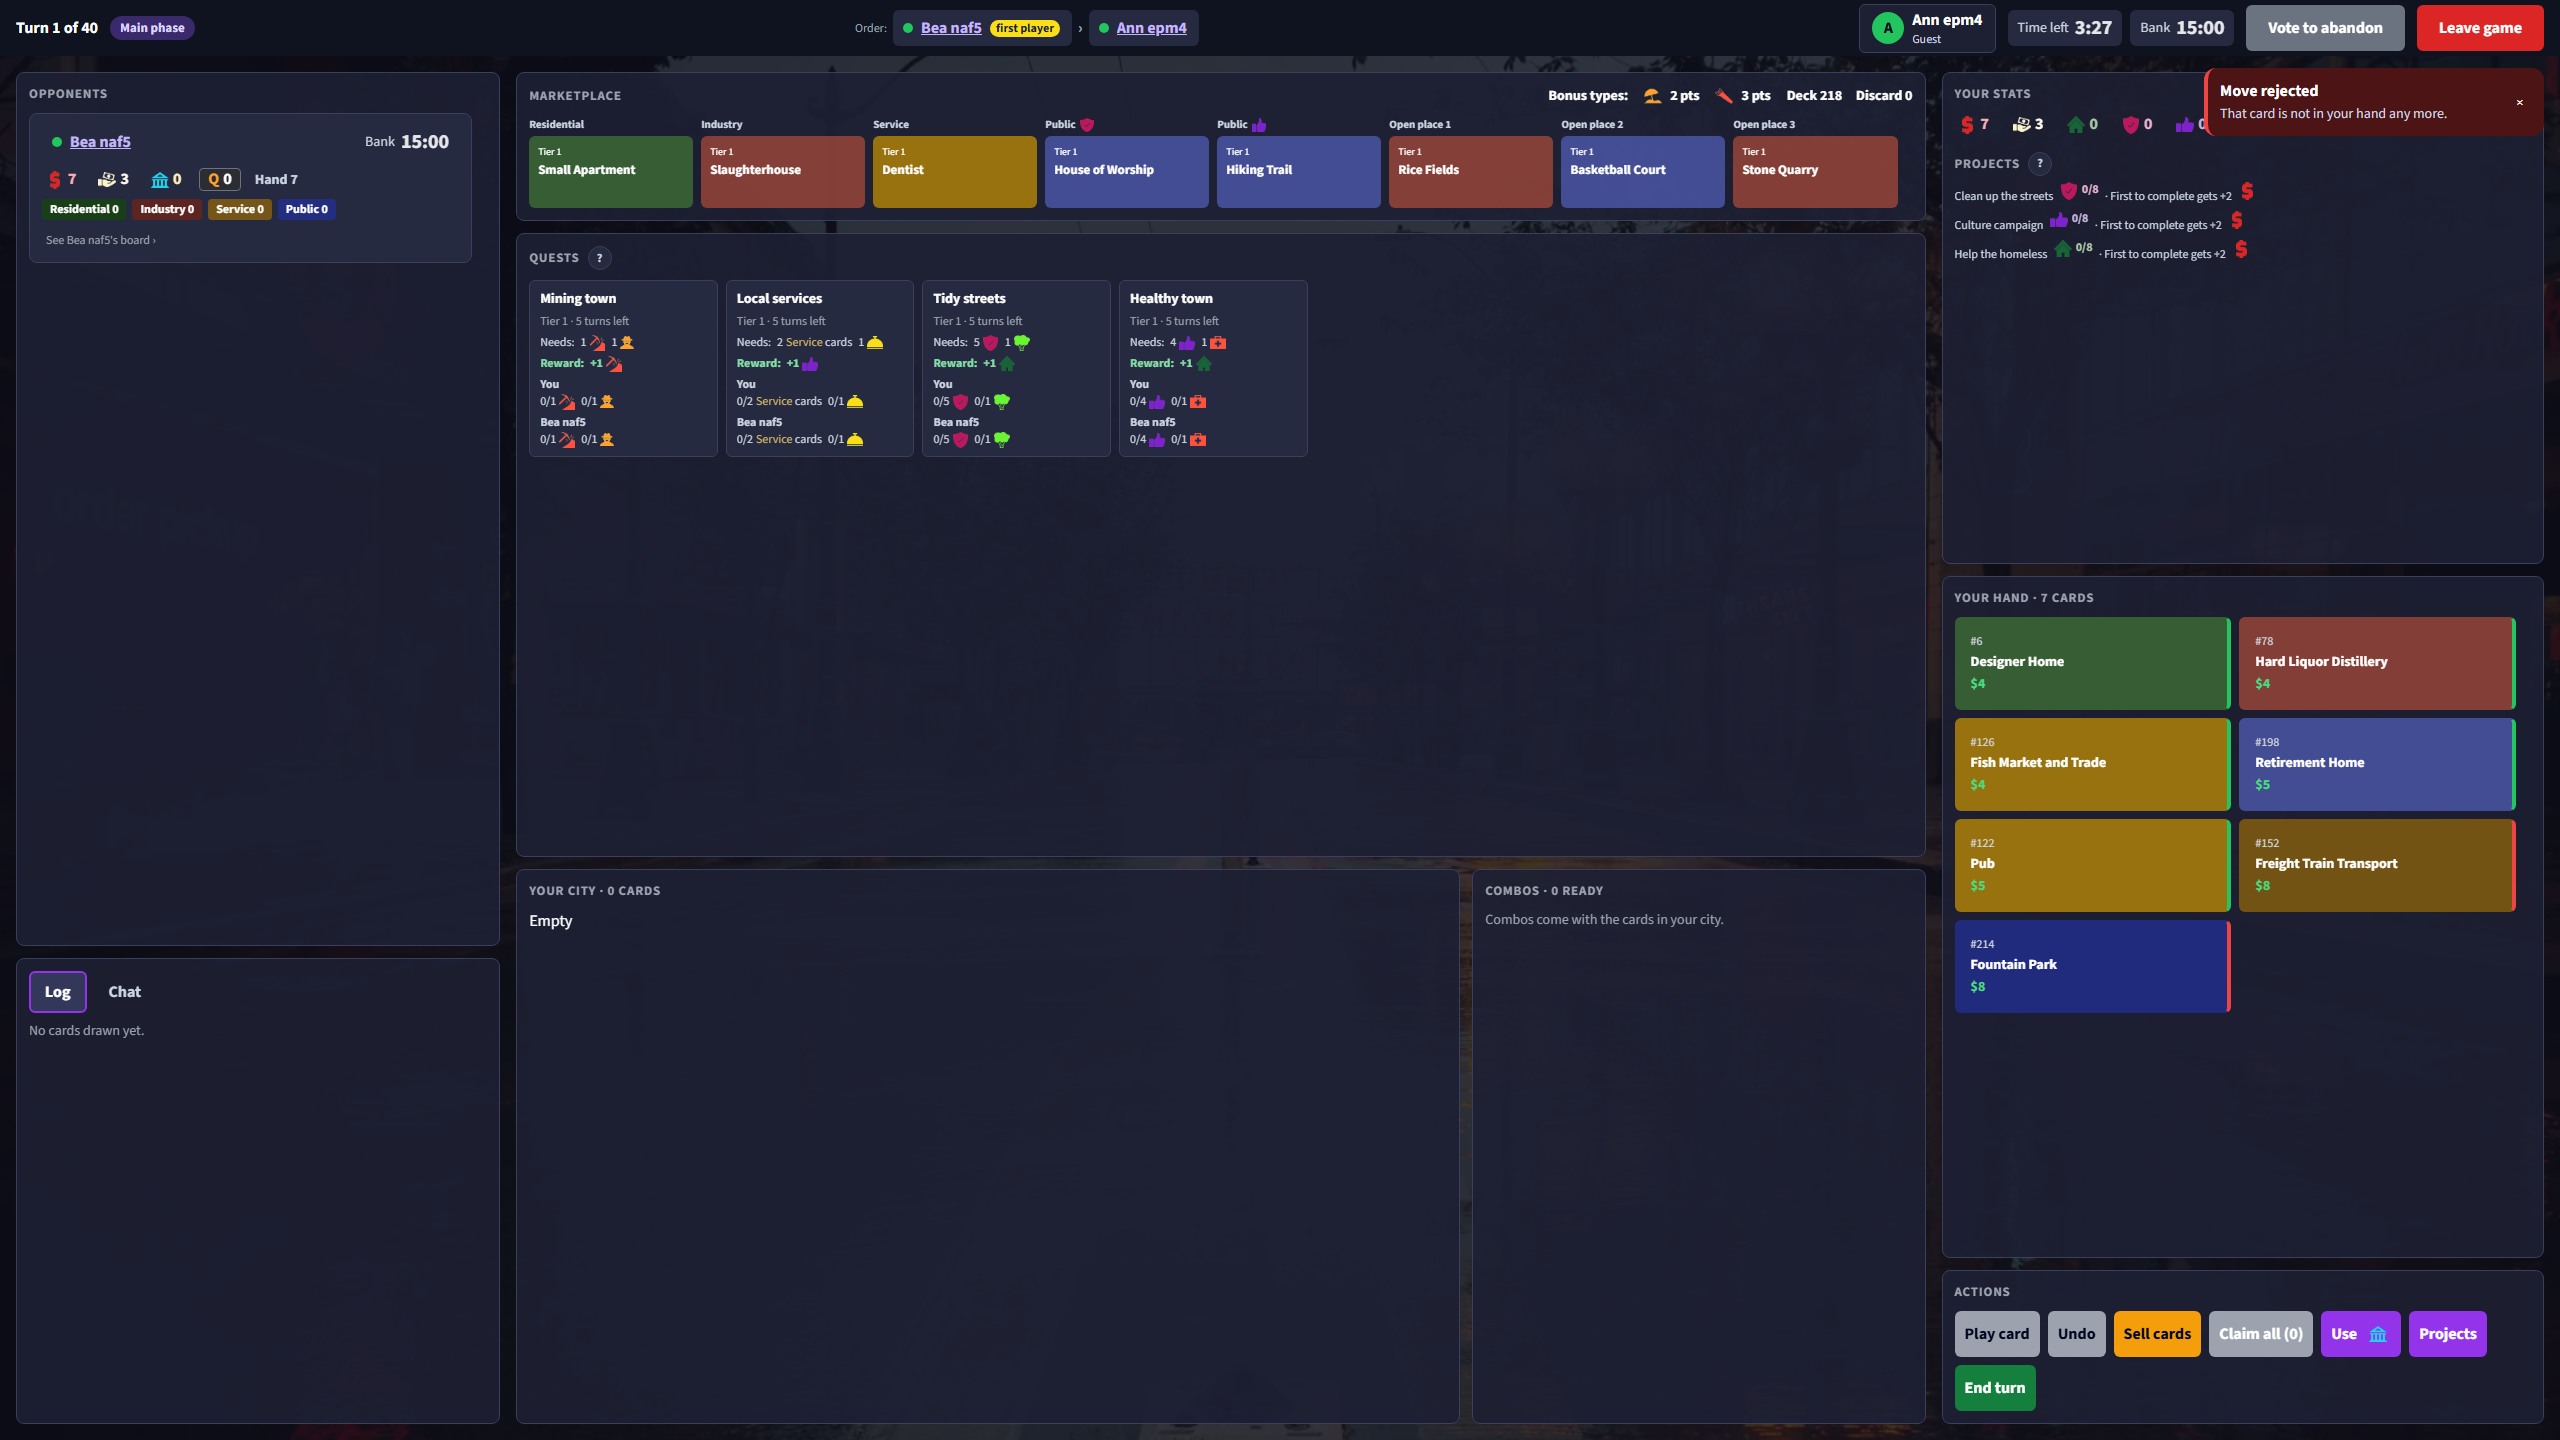 Turn 1 of 40 Main phase
Order: Bea naf5 first player › Ann epm4
A Ann epm4
Guest
Time left 3:27
Bank 15:00
Vote to abandon
Leave game
OPPONENTS
Bea naf5 Bank 15:00
7 3 0 Q 0 Hand 7
Residential 0 Industry 0 Service 0 Public 0
See Bea naf5's board ›
MARKETPLACE
Bonus types: 2 pts 3 pts Deck 218 Discard 0
Residential Industry Service Public Public Open place 1 Open place 2 Open place 3
Tier 1 Tier 1 Tier 1 Tier 1 Tier 1 Tier 1 Tier 1 Tier 1
Small Apartment Slaughterhouse Dentist House of Worship Hiking Trail Rice Fields Basketball Court Stone Quarry
QUESTS ?
Mining town
Tier 1 · 5 turns left
Needs: 1 1
Reward: +1
You
0/1 0/1
Bea naf5
0/1 0/1
Local services
Tier 1 · 5 turns left
Needs: 2 Service cards 1
Reward: +1
You
0/2 Service cards 0/1
Bea naf5
0/2 Service cards 0/1
Tidy streets
Tier 1 · 5 turns left
Needs: 5 1
Reward: +1
You
0/5 0/1
Bea naf5
0/5 0/1
Healthy town
Tier 1 · 5 turns left
Needs: 4 1
Reward: +1
You
0/4 0/1
Bea naf5
0/4 0/1
YOUR STATS
$ 7 3 0 0 0
Move rejected
That card is not in your hand any more.
×
PROJECTS ?
Clean up the streets 0/8 · First to complete gets +2 $
Culture campaign 0/8 · First to complete gets +2 $
Help the homeless 0/8 · First to complete gets +2 $
YOUR HAND · 7 CARDS
#6
Designer Home
$4
#78
Hard Liquor Distillery
$4
#126
Fish Market and Trade
$4
#198
Retirement Home
$5
#122
Pub
$5
#152
Freight Train Transport
$8
#214
Fountain Park
$8
YOUR CITY · 0 CARDS
Empty
COMBOS · 0 READY
Combos come with the cards in your city.
Log Chat
No cards drawn yet.
ACTIONS
Play card Undo Sell cards Claim all (0) Use Projects
End turn